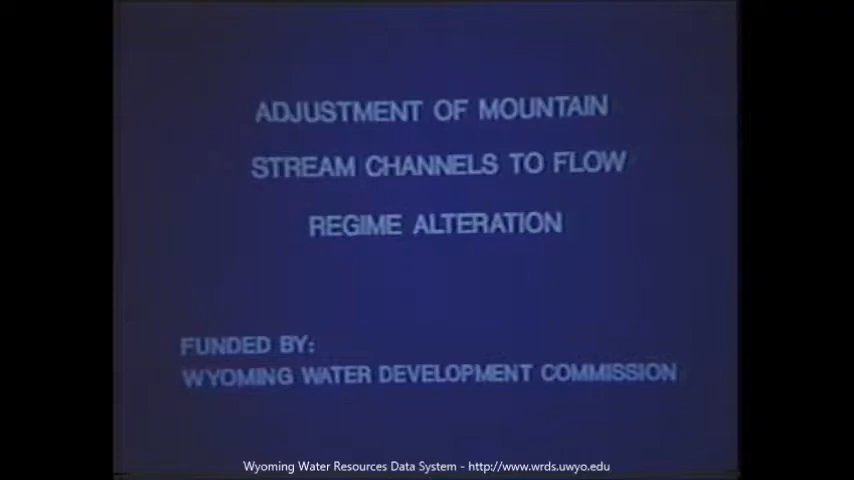 ADJUSTMENT OF MOUNTAIN
STREAM CHANNELS TO FLOW
REGIME ALTERATION
FUNDED BY:
WYOMING WATER DEVELOPMENT COMMISSION
Wyoming Water Resources Data System - http://www.wrds.uwyo.edu